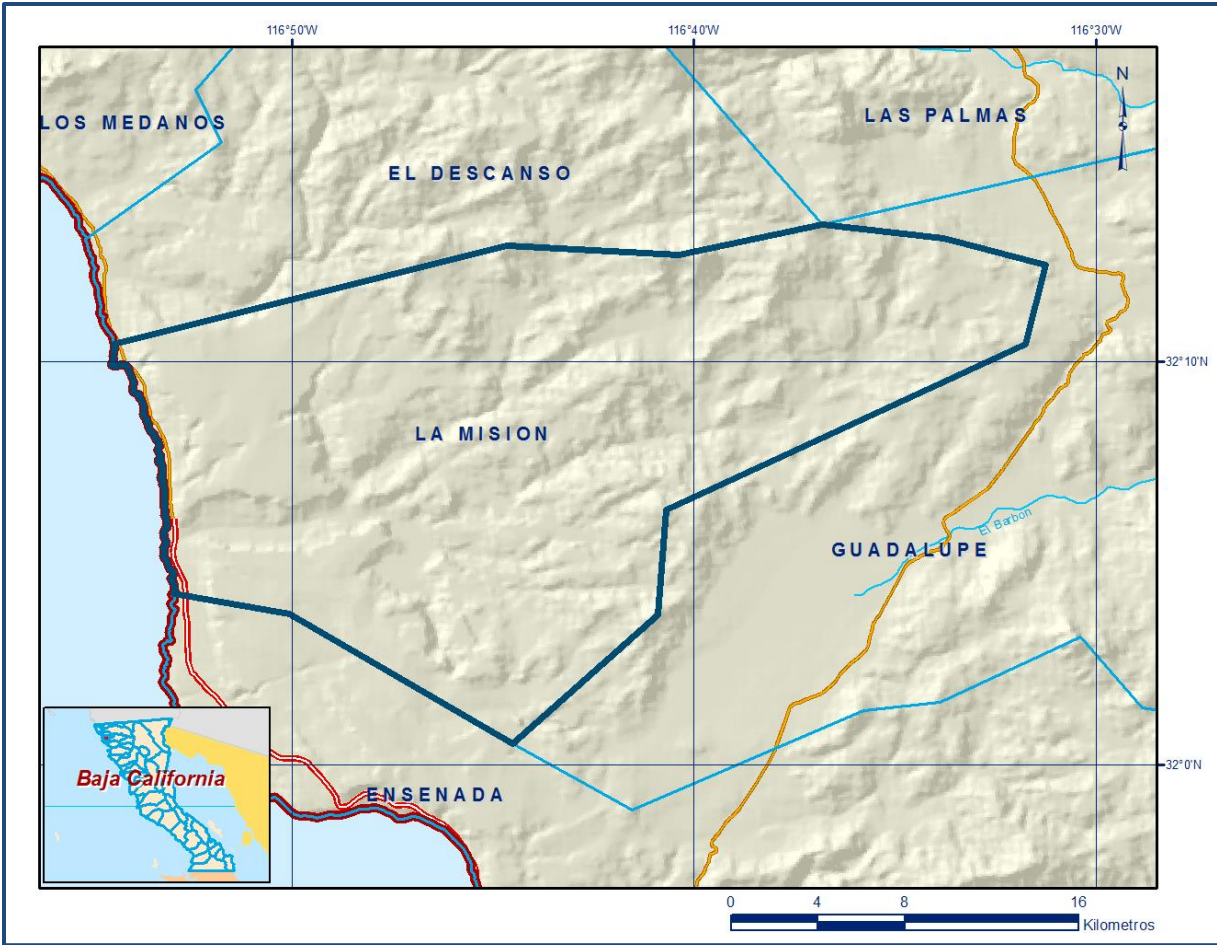 116°50'W
116°40'W
116°30'W
N
LOS MEDANOS
LAS PALMAS
EL DESCANSO
32°10'N
LA MISION
El Barbon
GUADALUPE
32°0'N
Baja California
ENSENADA
0 4 8 16
Kilometros